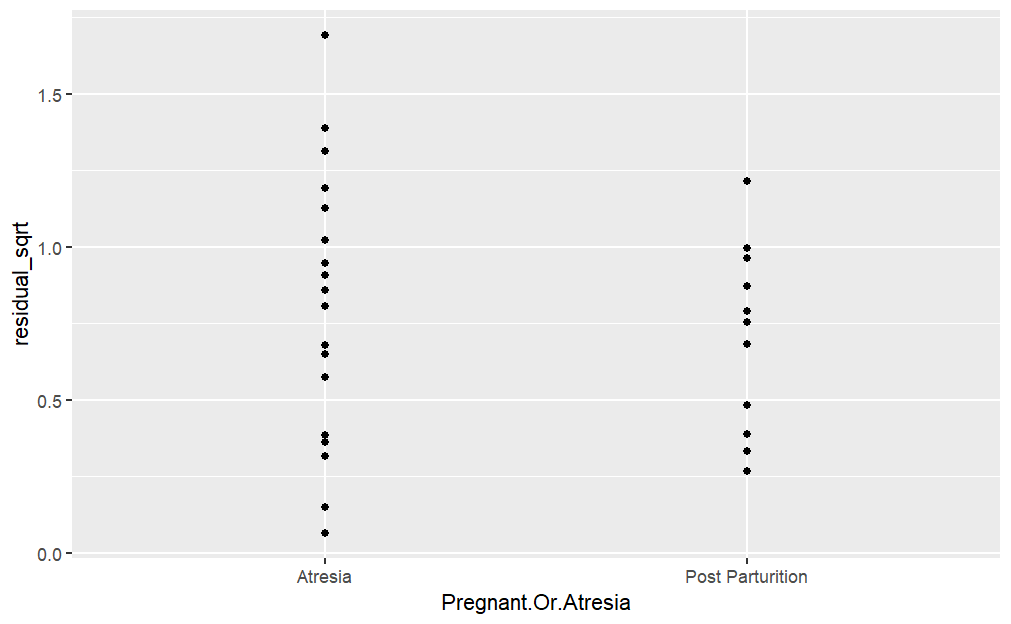 residual_sqrt
1.5
1.0
0.5
0.0
Atresia
Post Parturition
Pregnant.Or.Atresia